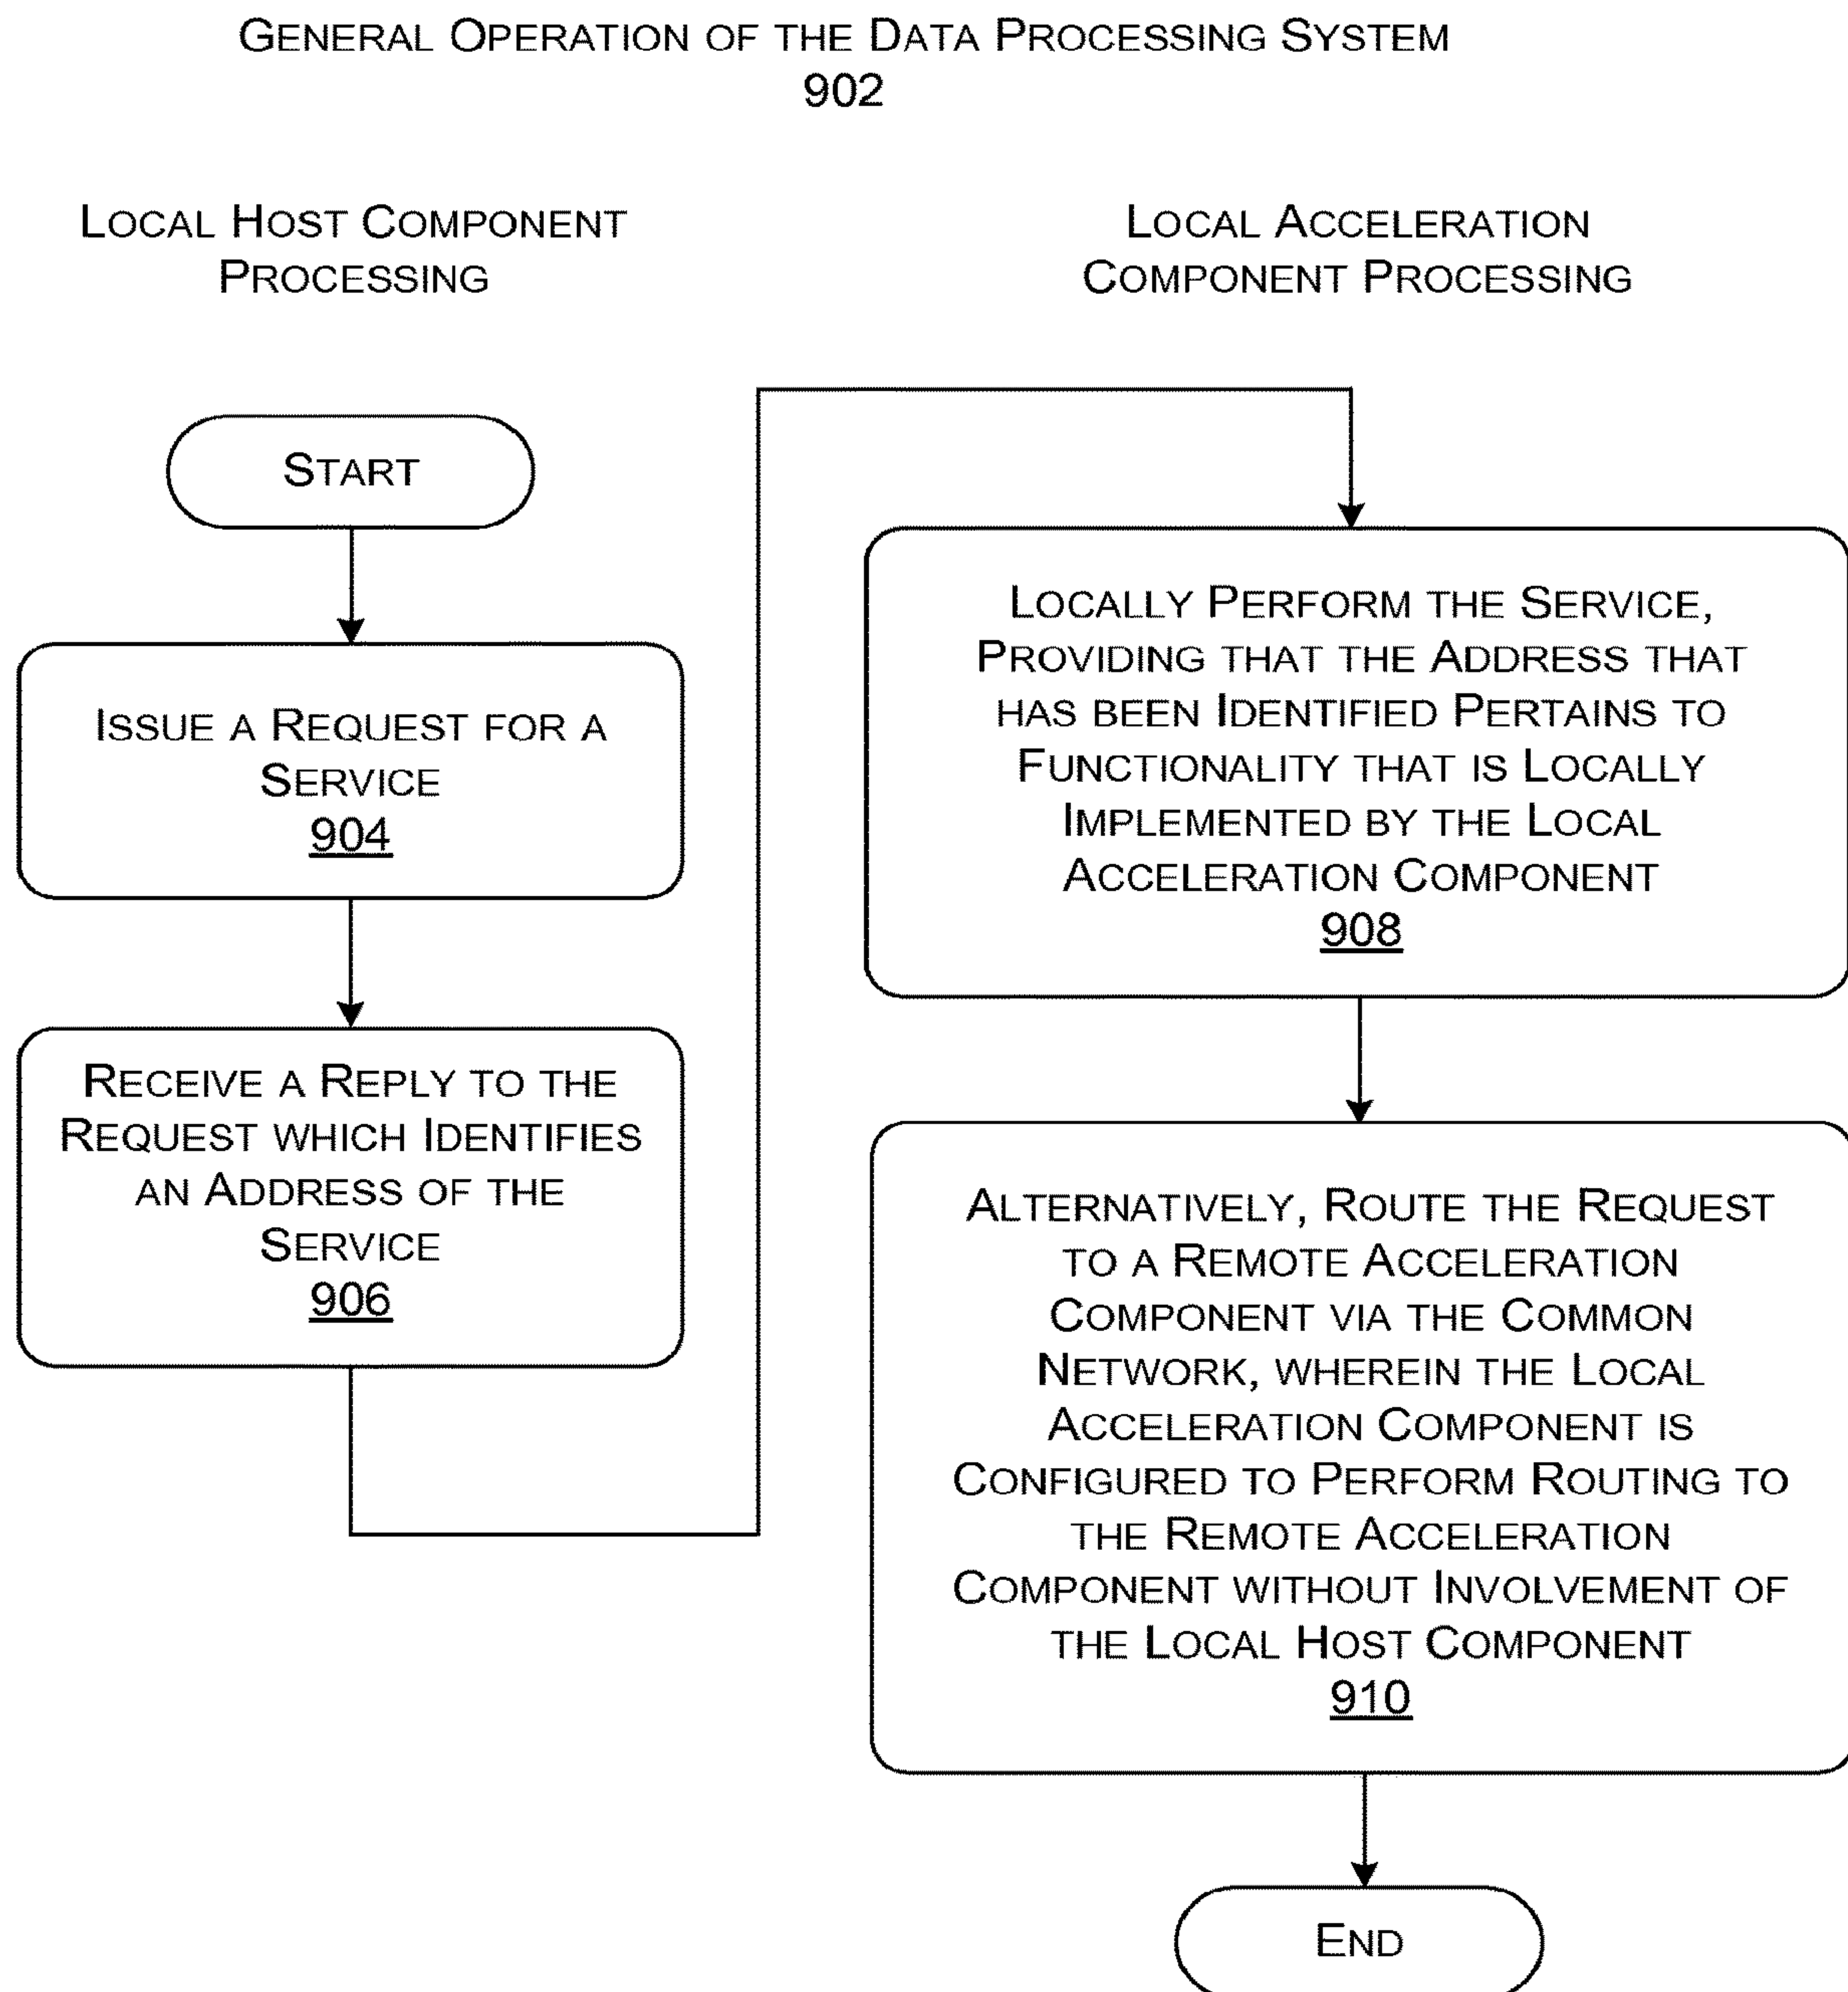 GENERAL OPERATION OF THE DATA PROCESSING SYSTEM
902
LOCAL HOST COMPONENT
PROCESSING
START
ISSUE A REQUEST FOR A
SERVICE
904
RECEIVE A REPLY TO THE
REQUEST WHICH IDENTIFIES
AN ADDRESS OF THE
SERVICE
906
LOCAL ACCELERATION
COMPONENT PROCESSING
LOCALLY PERFORM THE SERVICE,
PROVIDING THAT THE ADDRESS THAT
HAS BEEN IDENTIFIED PERTAINS TO
FUNCTIONALITY THAT IS LOCALLY
IMPLEMENTED BY THE LOCAL
ACCELERATION COMPONENT
908
ALTERNATIVELY, ROUTE THE REQUEST
TO A REMOTE ACCELERATION
COMPONENT VIA THE COMMON
NETWORK, WHEREIN THE LOCAL
ACCELERATION COMPONENT IS
CONFIGURED TO PERFORM ROUTING TO
THE REMOTE ACCELERATION
COMPONENT WITHOUT INVOLVEMENT OF
THE LOCAL HOST COMPONENT
910
END